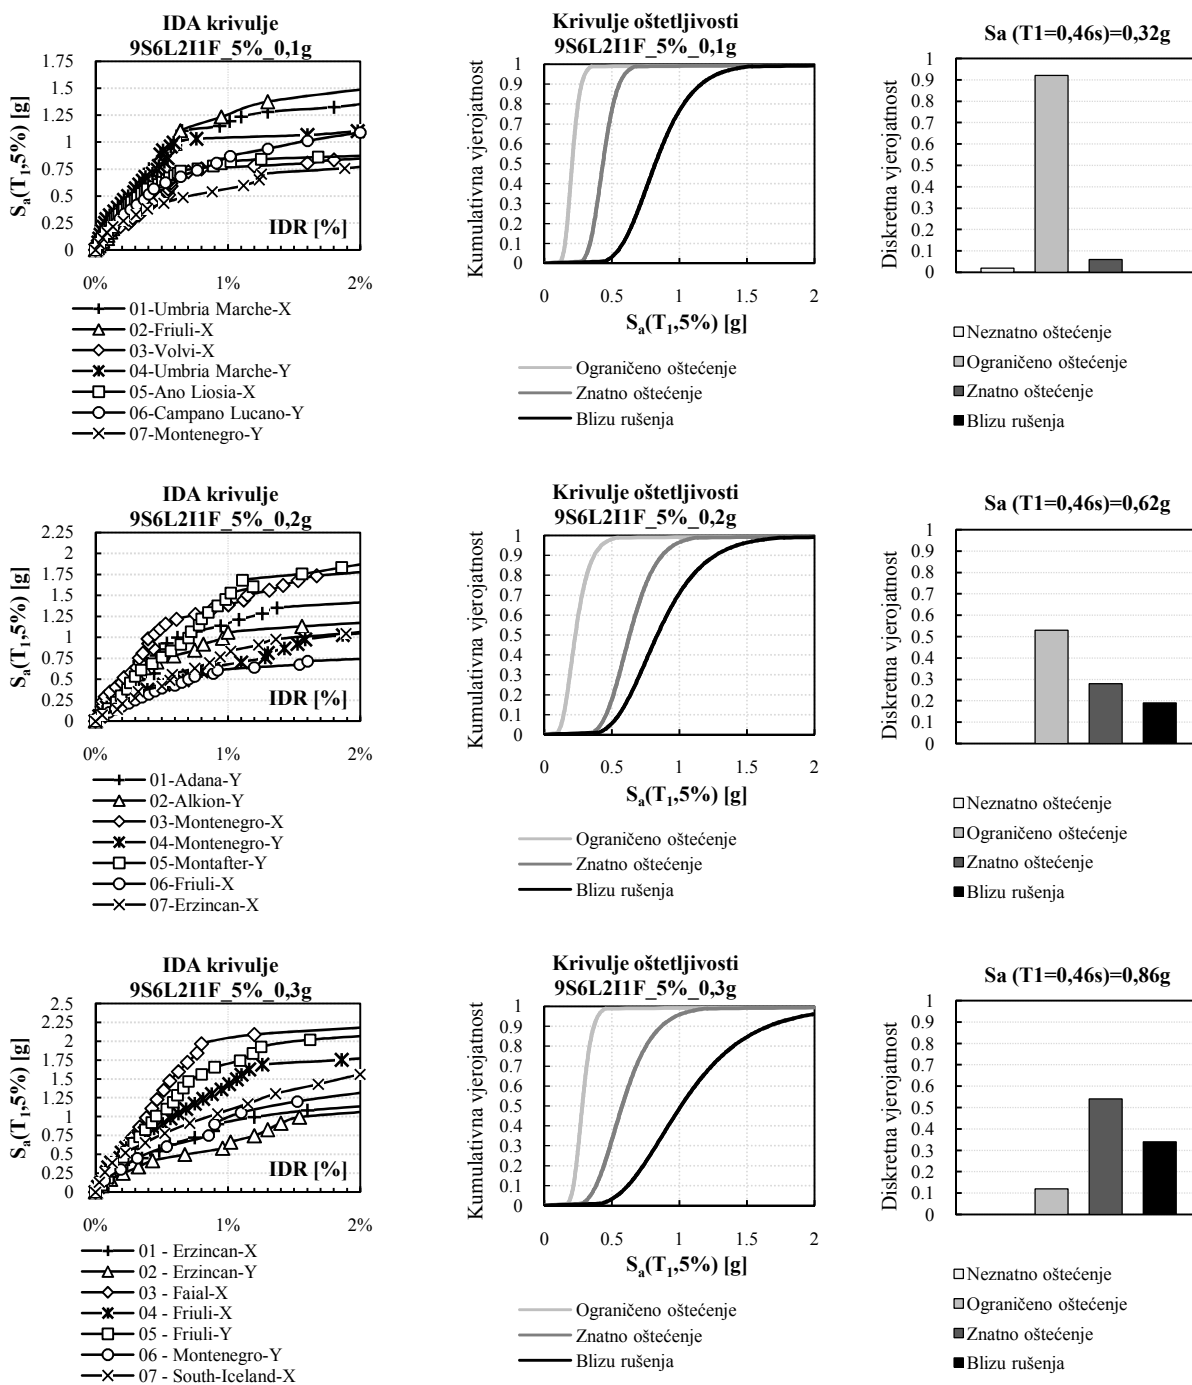 IDA krivulje
9S6L2I1F_5%_0,1g
1.75
1.5
1.25
1
0.75
0.5
0.25
0
Sa(T1,5%) [g]
IDR [%]
0%
1%
2%
01-Umbria Marche-X
02-Friuli-X
03-Volvi-X
04-Umbria Marche-Y
05-Ano Liosia-X
06-Campano Lucano-Y
07-Montenegro-Y
Krivulje oštetljivosti
9S6L2I1F_5%_0,1g
Kumulativna vjerojatnost
1
0.9
0.8
0.7
0.6
0.5
0.4
0.3
0.2
0.1
0
0
0.5
1
1.5
2
Sa(T1,5%) [g]
Ograničeno oštećenje
Znatno oštećenje
Blizu rušenja
Sa (T1=0,46s)=0,32g
Diskretna vjerojatnost
1
0.9
0.8
0.7
0.6
0.5
0.4
0.3
0.2
0.1
0
Neznatno oštećenje
Ograničeno oštećenje
Znatno oštećenje
Blizu rušenja
IDA krivulje
9S6L2I1F_5%_0,2g
2.25
2
1.75
1.5
1.25
1
0.75
0.5
0.25
0
Sa(T1,5%) [g]
IDR [%]
0%
1%
2%
01-Adana-Y
02-Alkion-Y
03-Montenegro-X
04-Montenegro-Y
05-Montafter-Y
06-Friuli-X
07-Erzincan-X
Krivulje oštetljivosti
9S6L2I1F_5%_0,2g
Kumulativna vjerojatnost
1
0.9
0.8
0.7
0.6
0.5
0.4
0.3
0.2
0.1
0
0
0.5
1
1.5
2
Sa(T1,5%) [g]
Ograničeno oštećenje
Znatno oštećenje
Blizu rušenja
Sa (T1=0,46s)=0,62g
Diskretna vjerojatnost
1
0.9
0.8
0.7
0.6
0.5
0.4
0.3
0.2
0.1
0
Neznatno oštećenje
Ograničeno oštećenje
Znatno oštećenje
Blizu rušenja
IDA krivulje
9S6L2I1F_5%_0,3g
2.5
2.25
2
1.75
1.5
1.25
1
0.75
0.5
0.25
0
Sa(T1,5%) [g]
IDR [%]
0%
1%
2%
01 - Erzincan-X
02 - Erzincan-Y
03 - Faial-X
04 - Friuli-X
05 - Friuli-Y
06 - Montenegro-Y
07 - South-Iceland-X
Krivulje oštetljivosti
9S6L2I1F_5%_0,3g
Kumulativna vjerojatnost
1
0.9
0.8
0.7
0.6
0.5
0.4
0.3
0.2
0.1
0
0
0.5
1
1.5
2
Sa(T1,5%) [g]
Ograničeno oštećenje
Znatno oštećenje
Blizu rušenja
Sa (T1=0,46s)=0,86g
Diskretna vjerojatnost
1
0.9
0.8
0.7
0.6
0.5
0.4
0.3
0.2
0.1
0
Neznatno oštećenje
Ograničeno oštećenje
Znatno oštećenje
Blizu rušenja